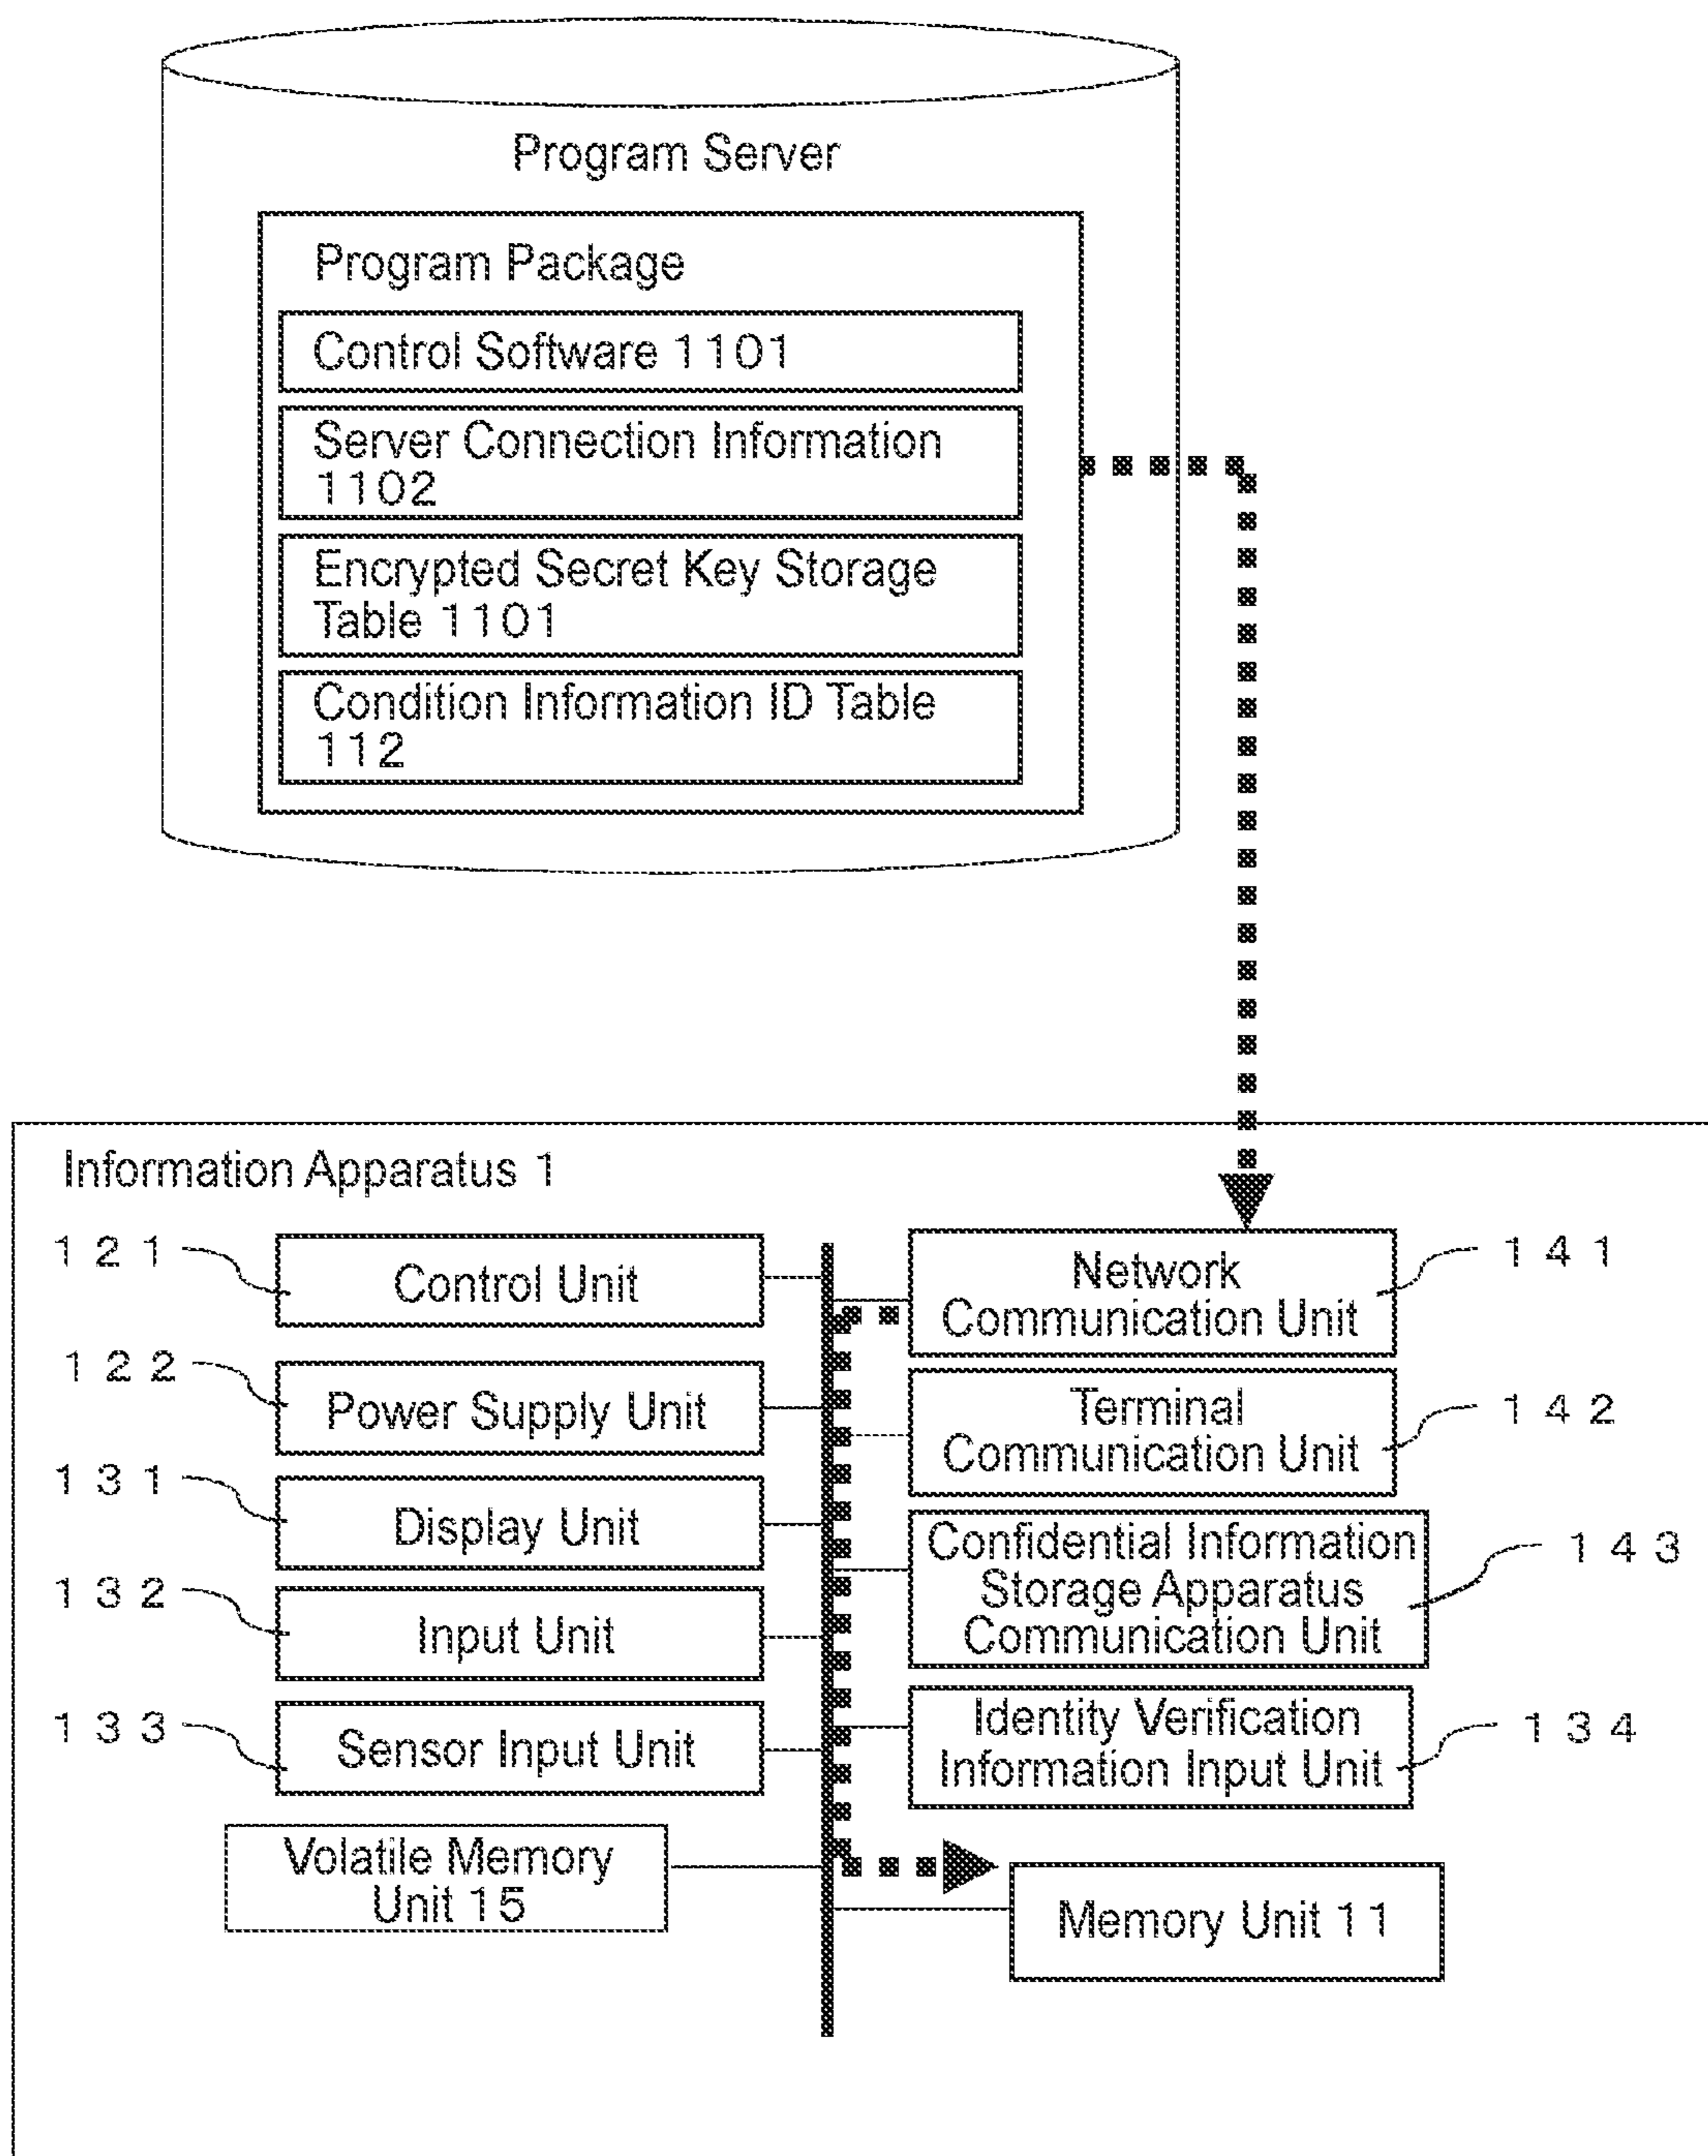 Program Server
Program Package
Control Software 1101
Server Connection Information
1102
Encrypted Secret Key Storage
Table 1101
Condition Information ID Table
112
Information Apparatus 1
121
Control Unit
122
Power Supply Unit
131
Display Unit
132
Input Unit
133
Sensor Input Unit
Volatile Memory
Unit 15
Network
Communication Unit
141
Terminal
Communication Unit
142
Confidential Information
Storage Apparatus
Communication Unit
143
Identity Verification
Information Input Unit
134
Memory Unit 11